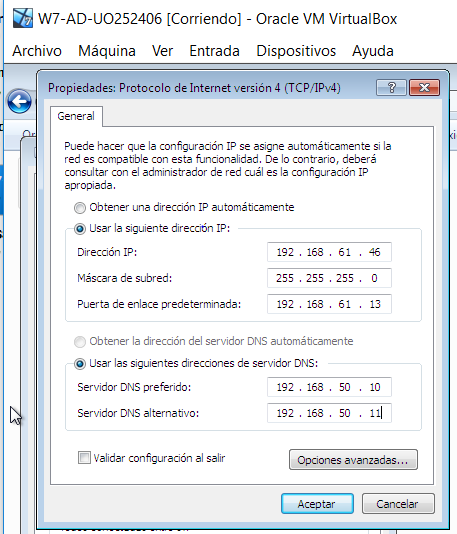 W7-AD-UO252406 [Corriendo] - Oracle VM VirtualBox
Archivo Máquina Ver Entrada Dispositivos Ayuda
Propiedades: Protocolo de Internet versión 4 (TCP/IPv4)
General
Puede hacer que la configuración IP se asigne automáticamente si la
red es compatible con esta funcionalidad. De lo contrario, deberá
consultar con el administrador de red cuál es la configuración IP
apropiada.
Obtener una dirección IP automáticamente
Usar la siguiente dirección IP:
Dirección IP: 192 . 168 . 61 . 46
Máscara de subred: 255 . 255 . 255 . 0
Puerta de enlace predeterminada: 192 . 168 . 61 . 13
Obtener la dirección del servidor DNS automáticamente
Usar las siguientes direcciones de servidor DNS:
Servidor DNS preferido: 192 . 168 . 50 . 10
Servidor DNS alternativo: 192 . 168 . 50 . 11
Validar configuración al salir
Opciones avanzadas...
Aceptar Cancelar